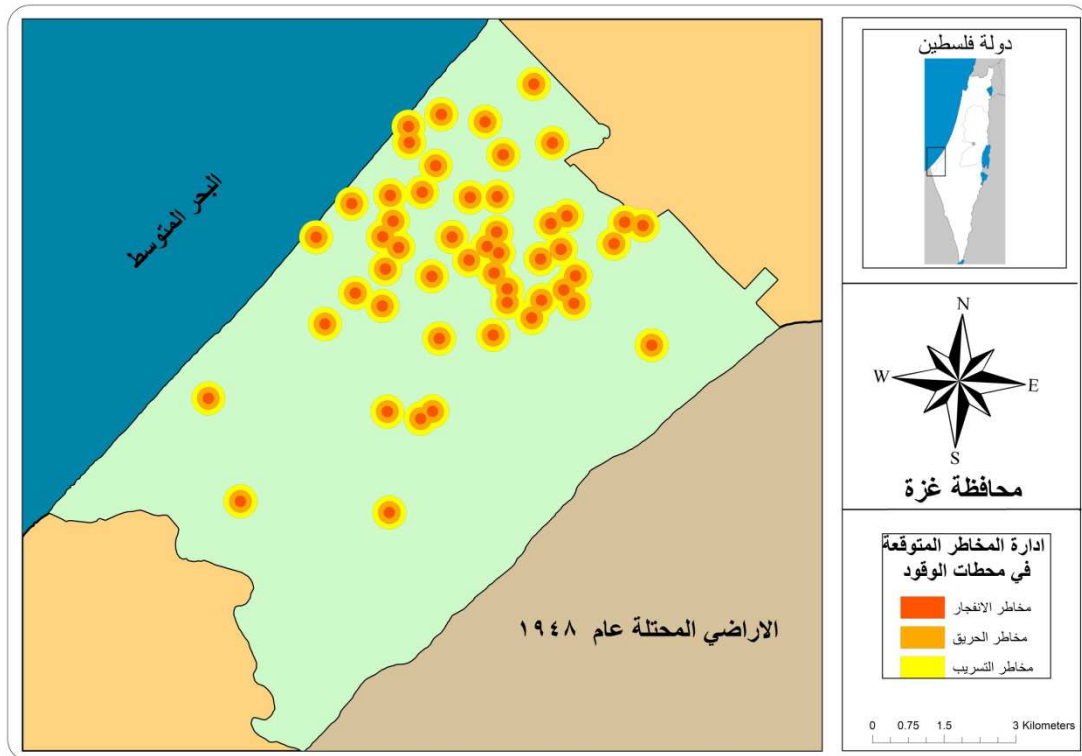 دولة فلسطين
البحر المتوسط
N
W
E
S
محافظة غزة
ادارة المخاطر المتوقعة
في محطات الوقود
مخاطر الانفجار
مخاطر الحريق
مخاطر التسريب
الاراضي المحتلة عام ١٩٤٨
0 0.75 1.5 3 Kilometers